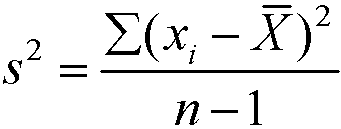 s² = Σ(xᵢ − X̅)² / n − 1